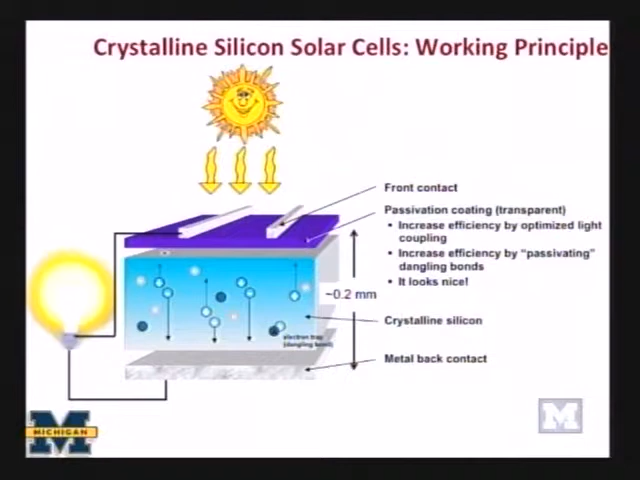 Crystalline Silicon Solar Cells: Working Principle
Front contact
Passivation coating (transparent)
• Increase efficiency by optimized light
coupling
• Increase efficiency by "passivating"
dangling bonds
• It looks nice!
~0.2 mm
Crystalline silicon
electron trap
(dangling bond)
Metal back contact
MICHIGAN
M